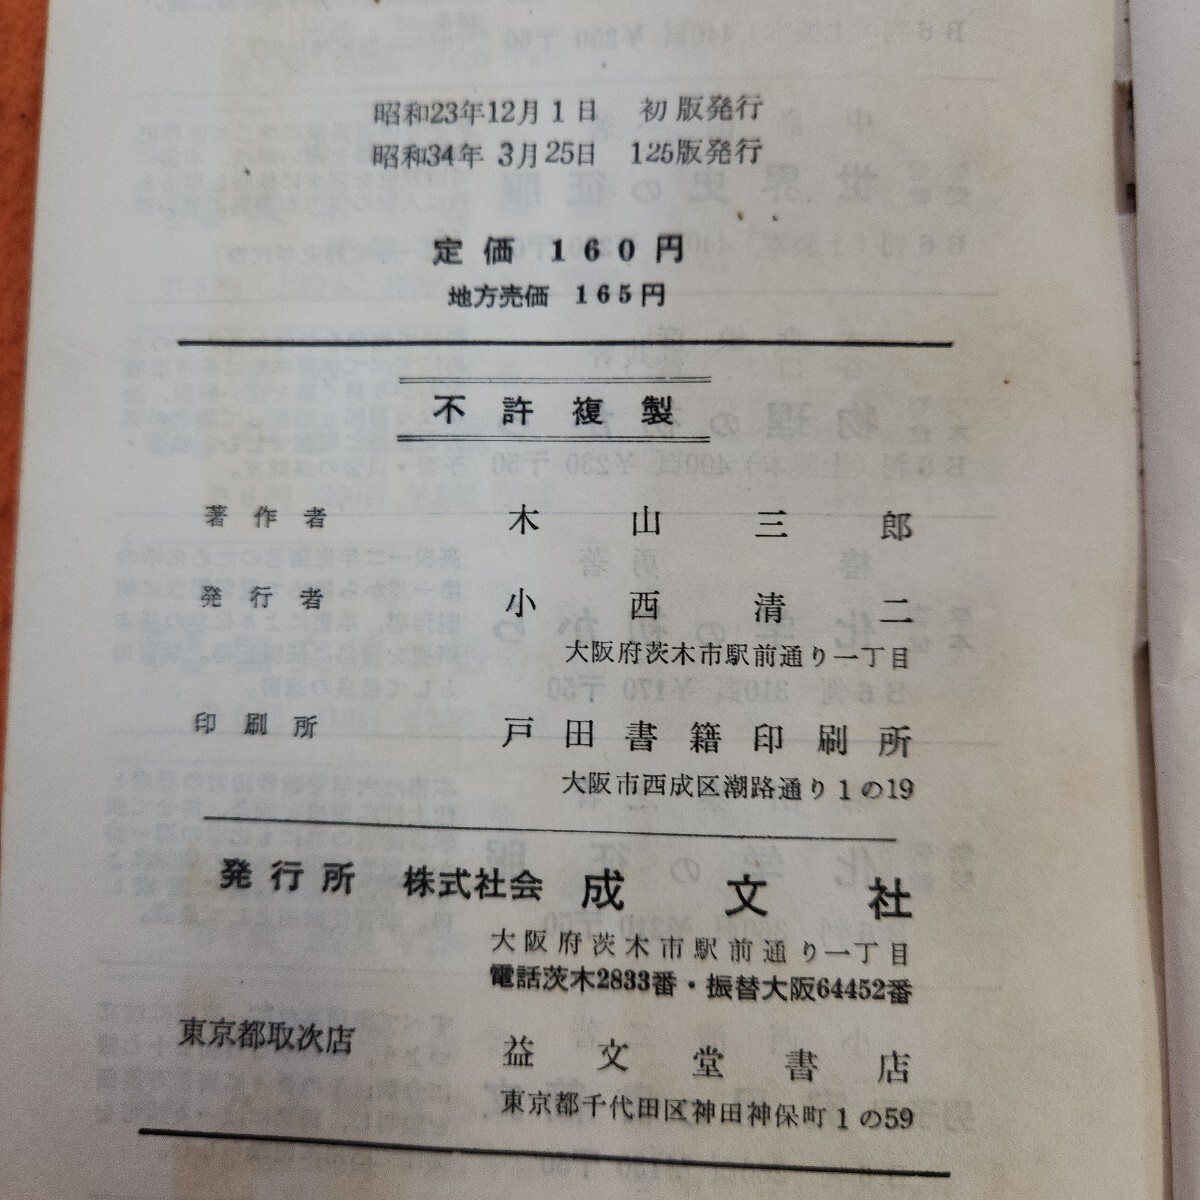 昭和23年12月1日 初版発行
昭和34年3月25日 125版発行
定価 160円
地方売価 165円
不許複製
著作者 木山三郎
発行者 小西清二
大阪府茨木市駅前通り一丁目
印刷所 戸田書籍印刷所
大阪市西成区潮路通り1の19
発行所 株式社会 成文社
大阪府茨木市駅前通り一丁目
電話茨木2833番・振替大阪64452番
東京都取次店 益文堂書店
東京都千代田区神田神保町1の59